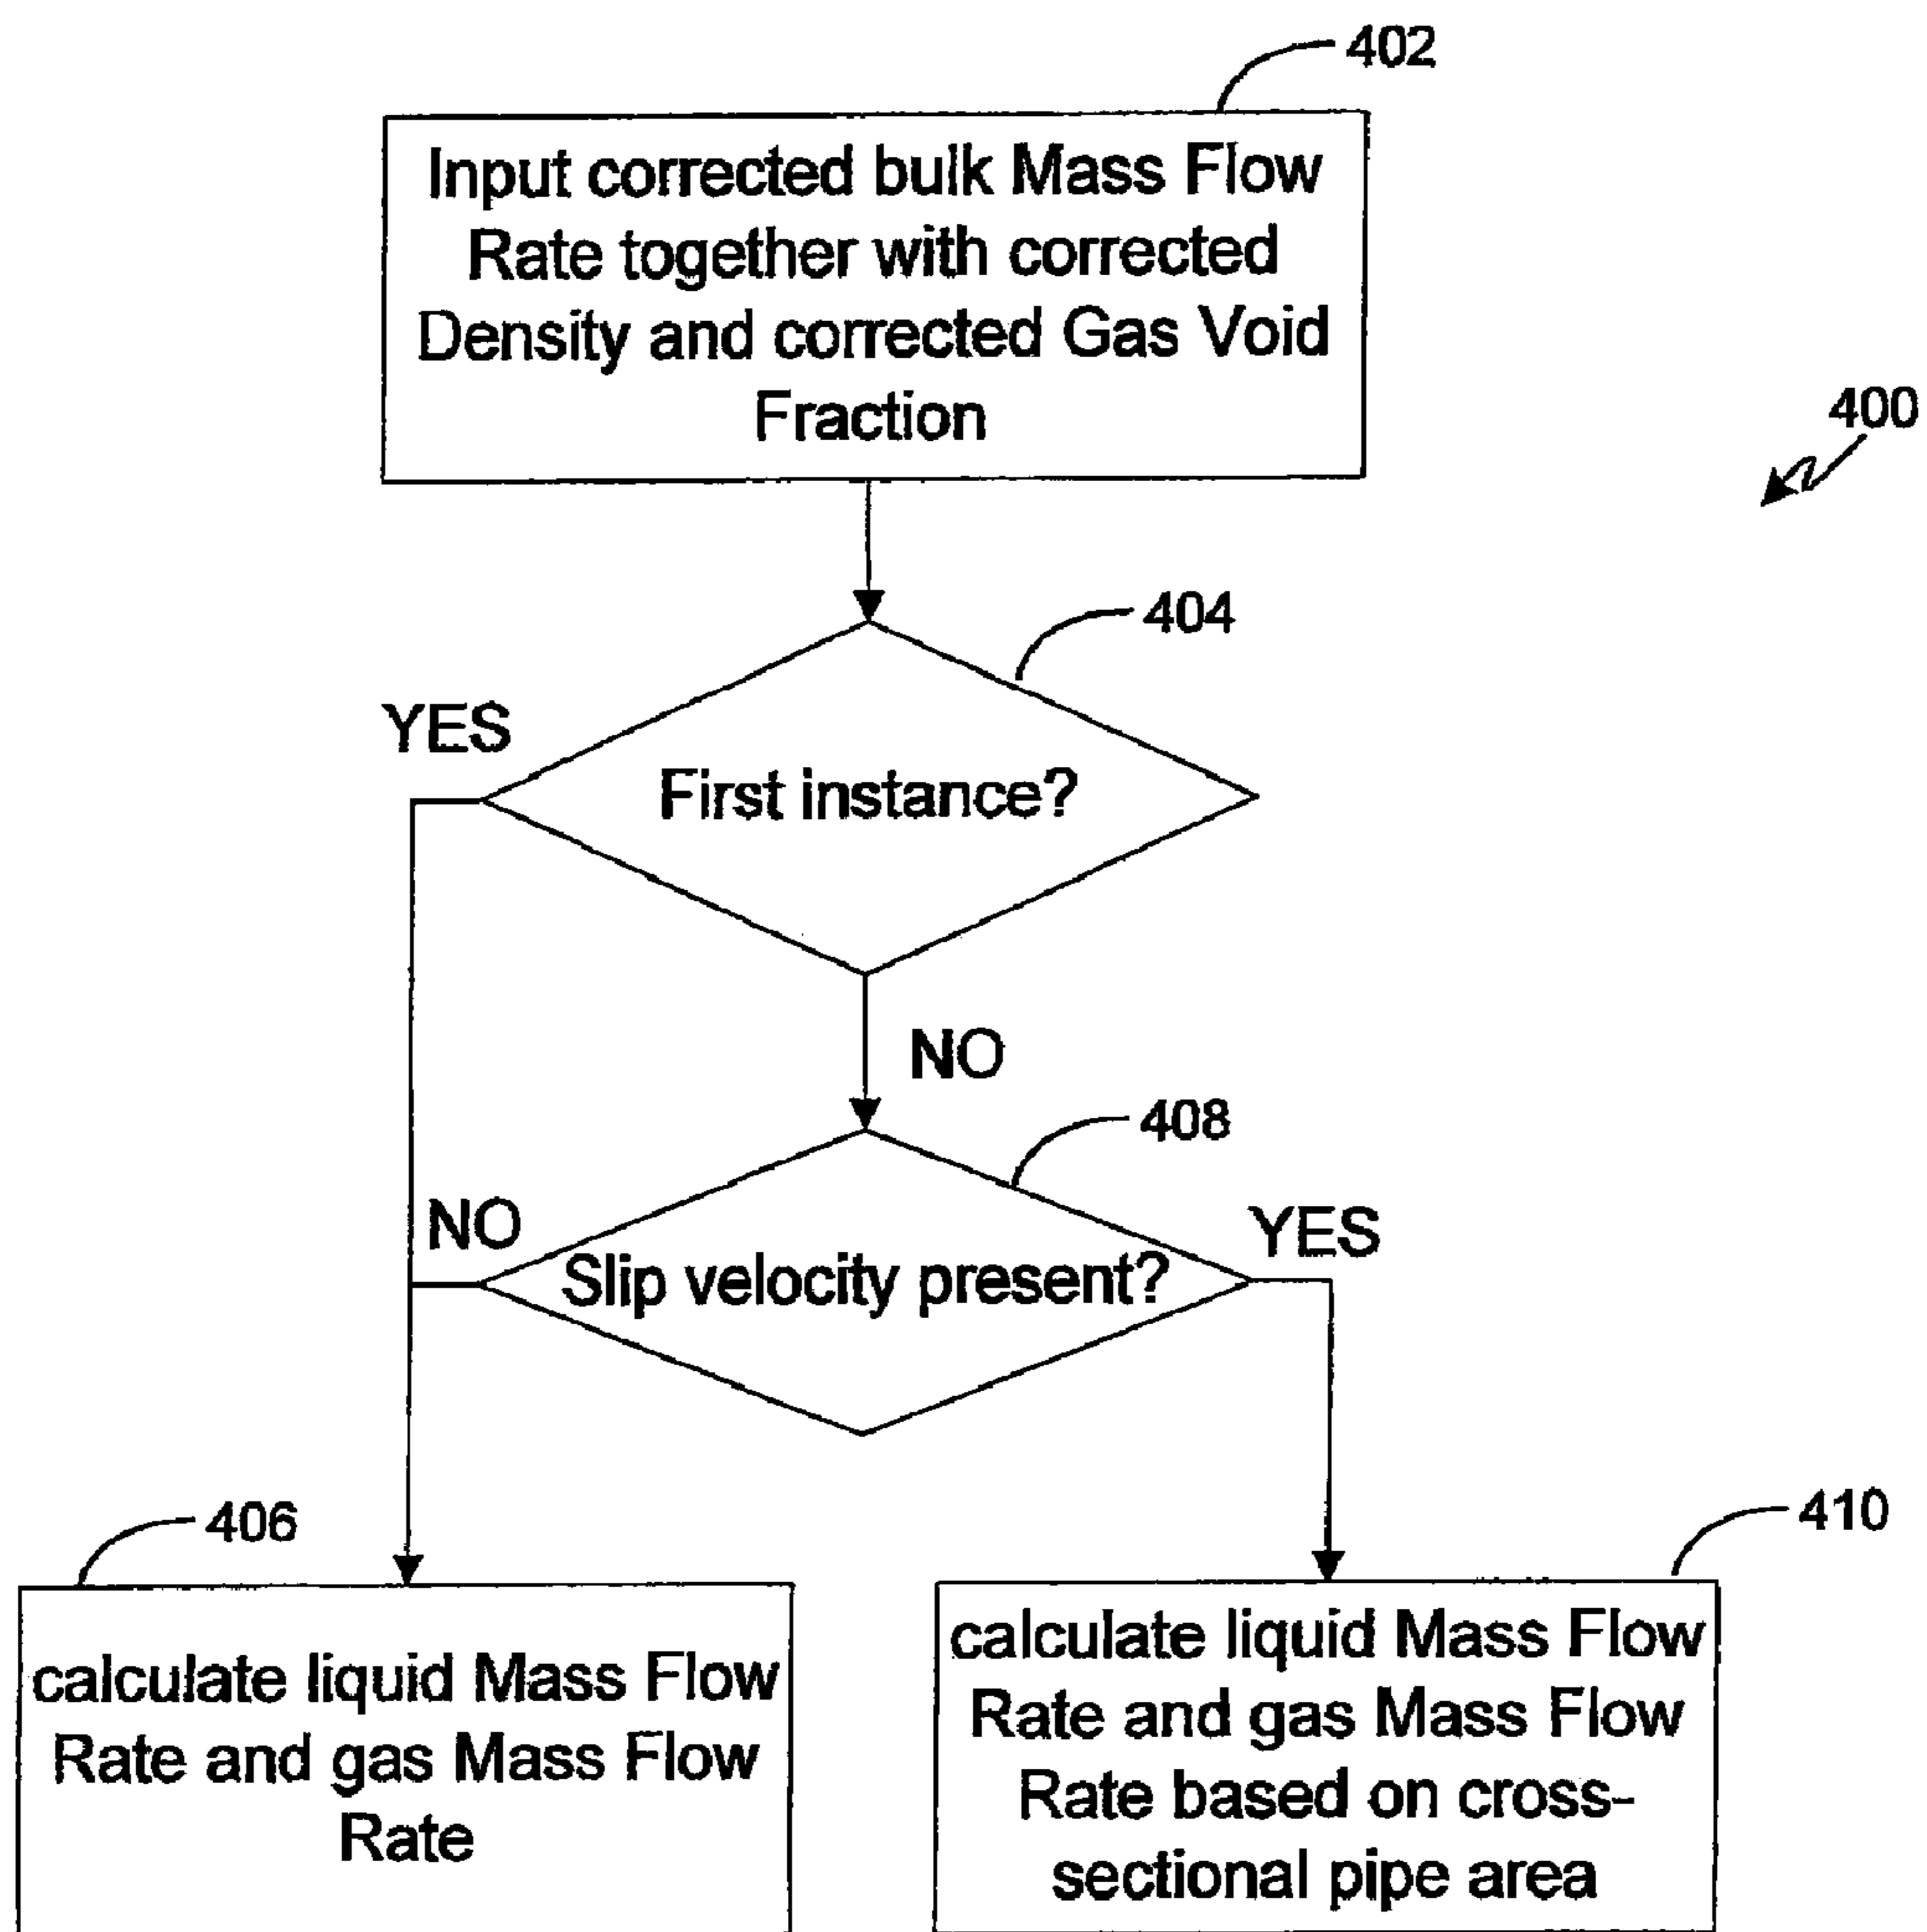 402
Input corrected bulk Mass Flow
Rate together with corrected
Density and corrected Gas Void
Fraction
400
404
YES
First instance?
NO
408
NO
YES
Slip velocity present?
406
410
calculate liquid Mass Flow
Rate and gas Mass Flow
Rate
calculate liquid Mass Flow
Rate and gas Mass Flow
Rate based on cross-
sectional pipe area